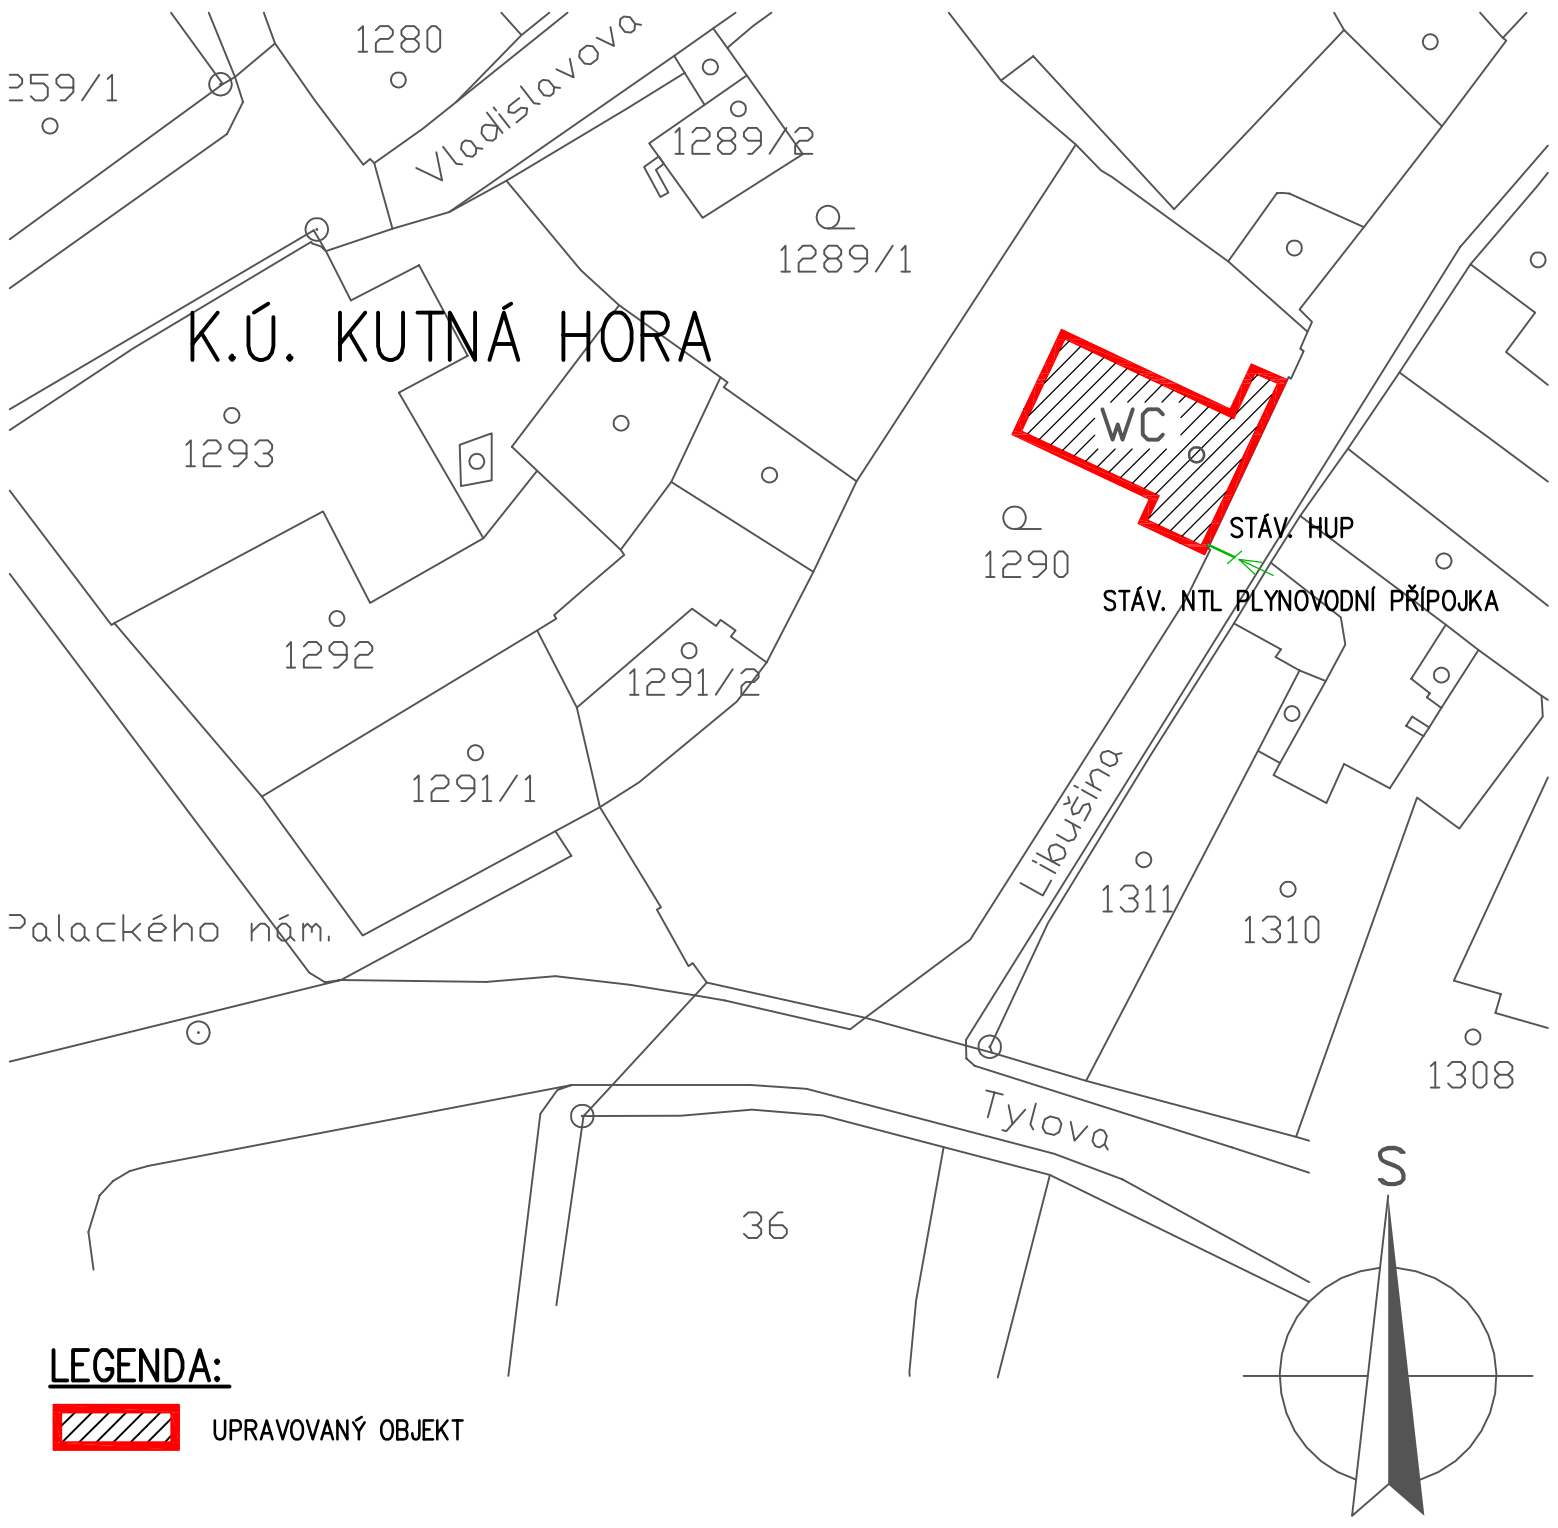 1280
259/1
Vladislavova
1289/2
1289/1
K.Ú. KUTNÁ HORA
1293
WC
STÁV. HUP
1290
STÁV. NTL PLYNOVODNÍ PŘÍPOJKA
1292
1291/2
1291/1
Libušina
1311
1310
Palackého nám.
1308
Tylova
S
36
LEGENDA:
UPRAVOVANÝ OBJEKT